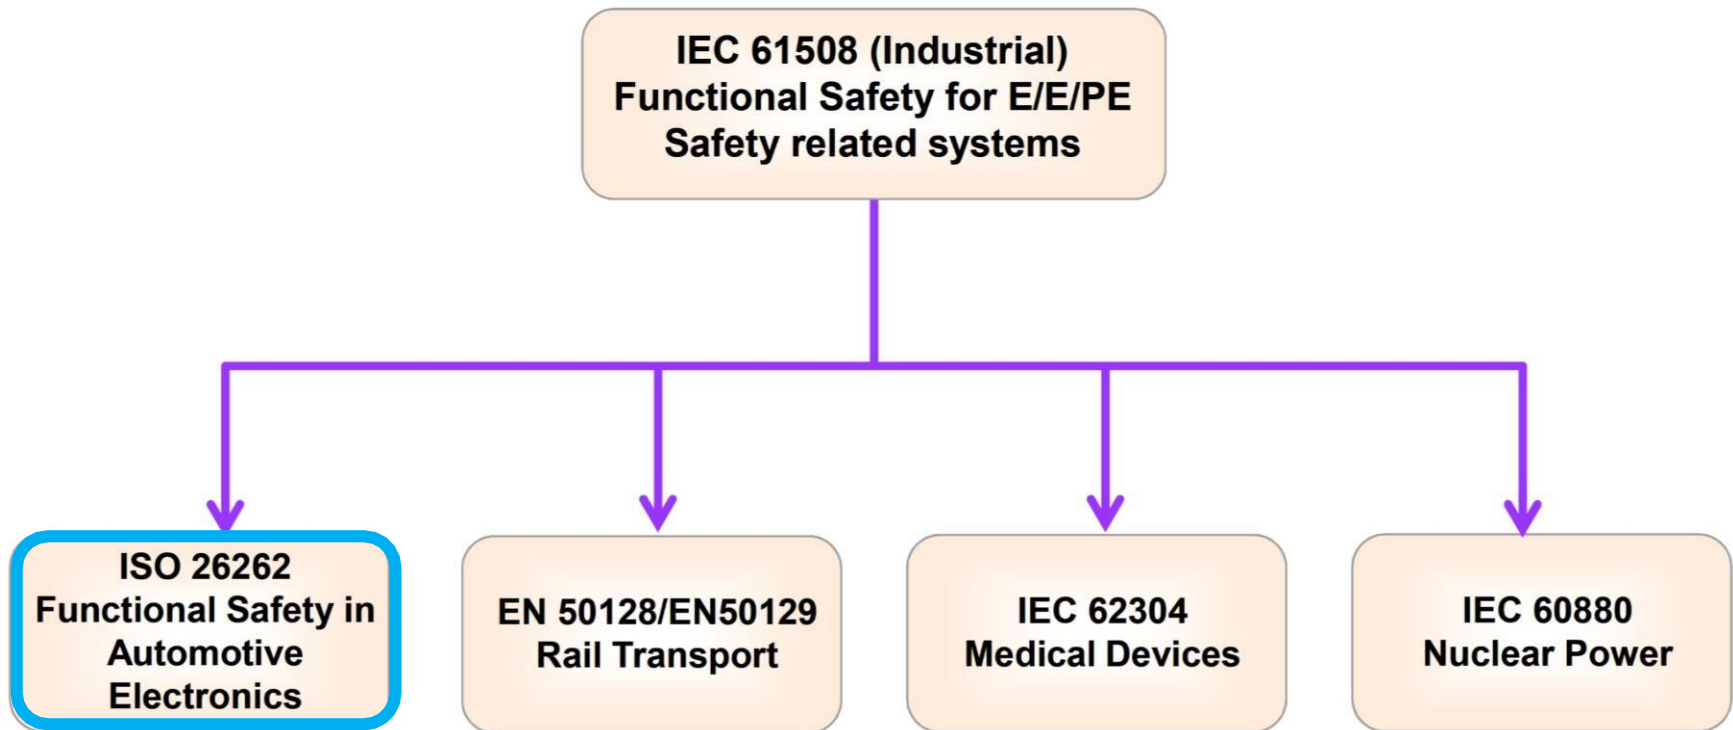 IEC 61508 (Industrial)
Functional Safety for E/E/PE
Safety related systems
ISO 26262
Functional Safety in
Automotive
Electronics
EN 50128/EN50129
Rail Transport
IEC 62304
Medical Devices
IEC 60880
Nuclear Power